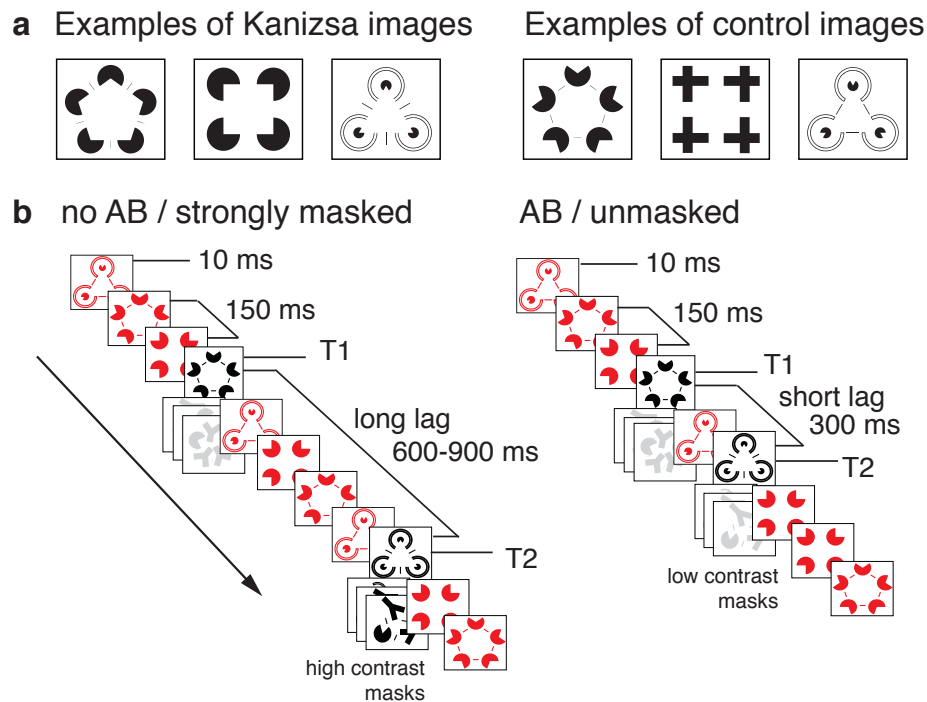 a Examples of Kanizsa images
Examples of control images
b no AB / strongly masked
AB / unmasked
10 ms
150 ms
T1
long lag
600-900 ms
T2
high contrast
masks
10 ms
150 ms
T1
short lag
300 ms
T2
low contrast
masks